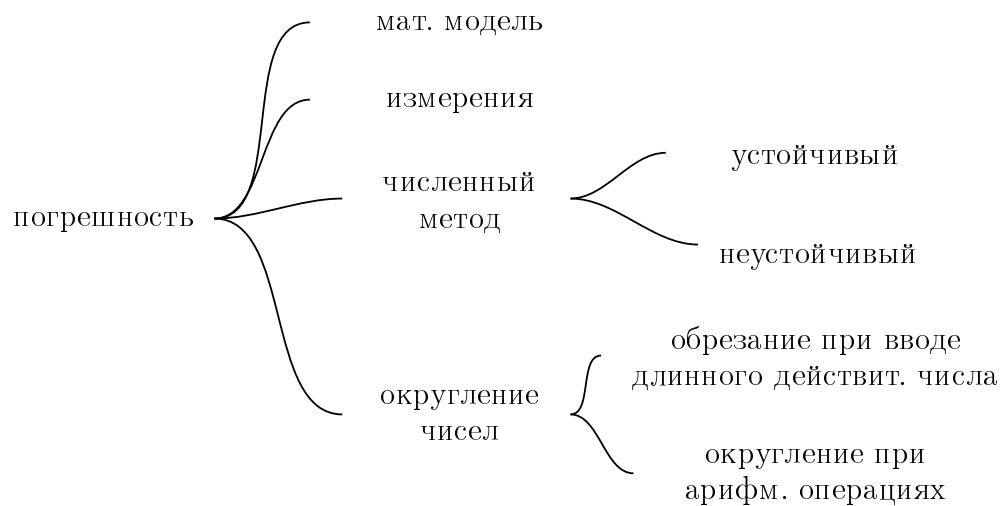 мат. модель
измерения
устойчивый
численный
метод
погрешность
неустойчивый
обрезание при вводе
длинного действит. числа
округление
чисел
округление при
арифм. операциях